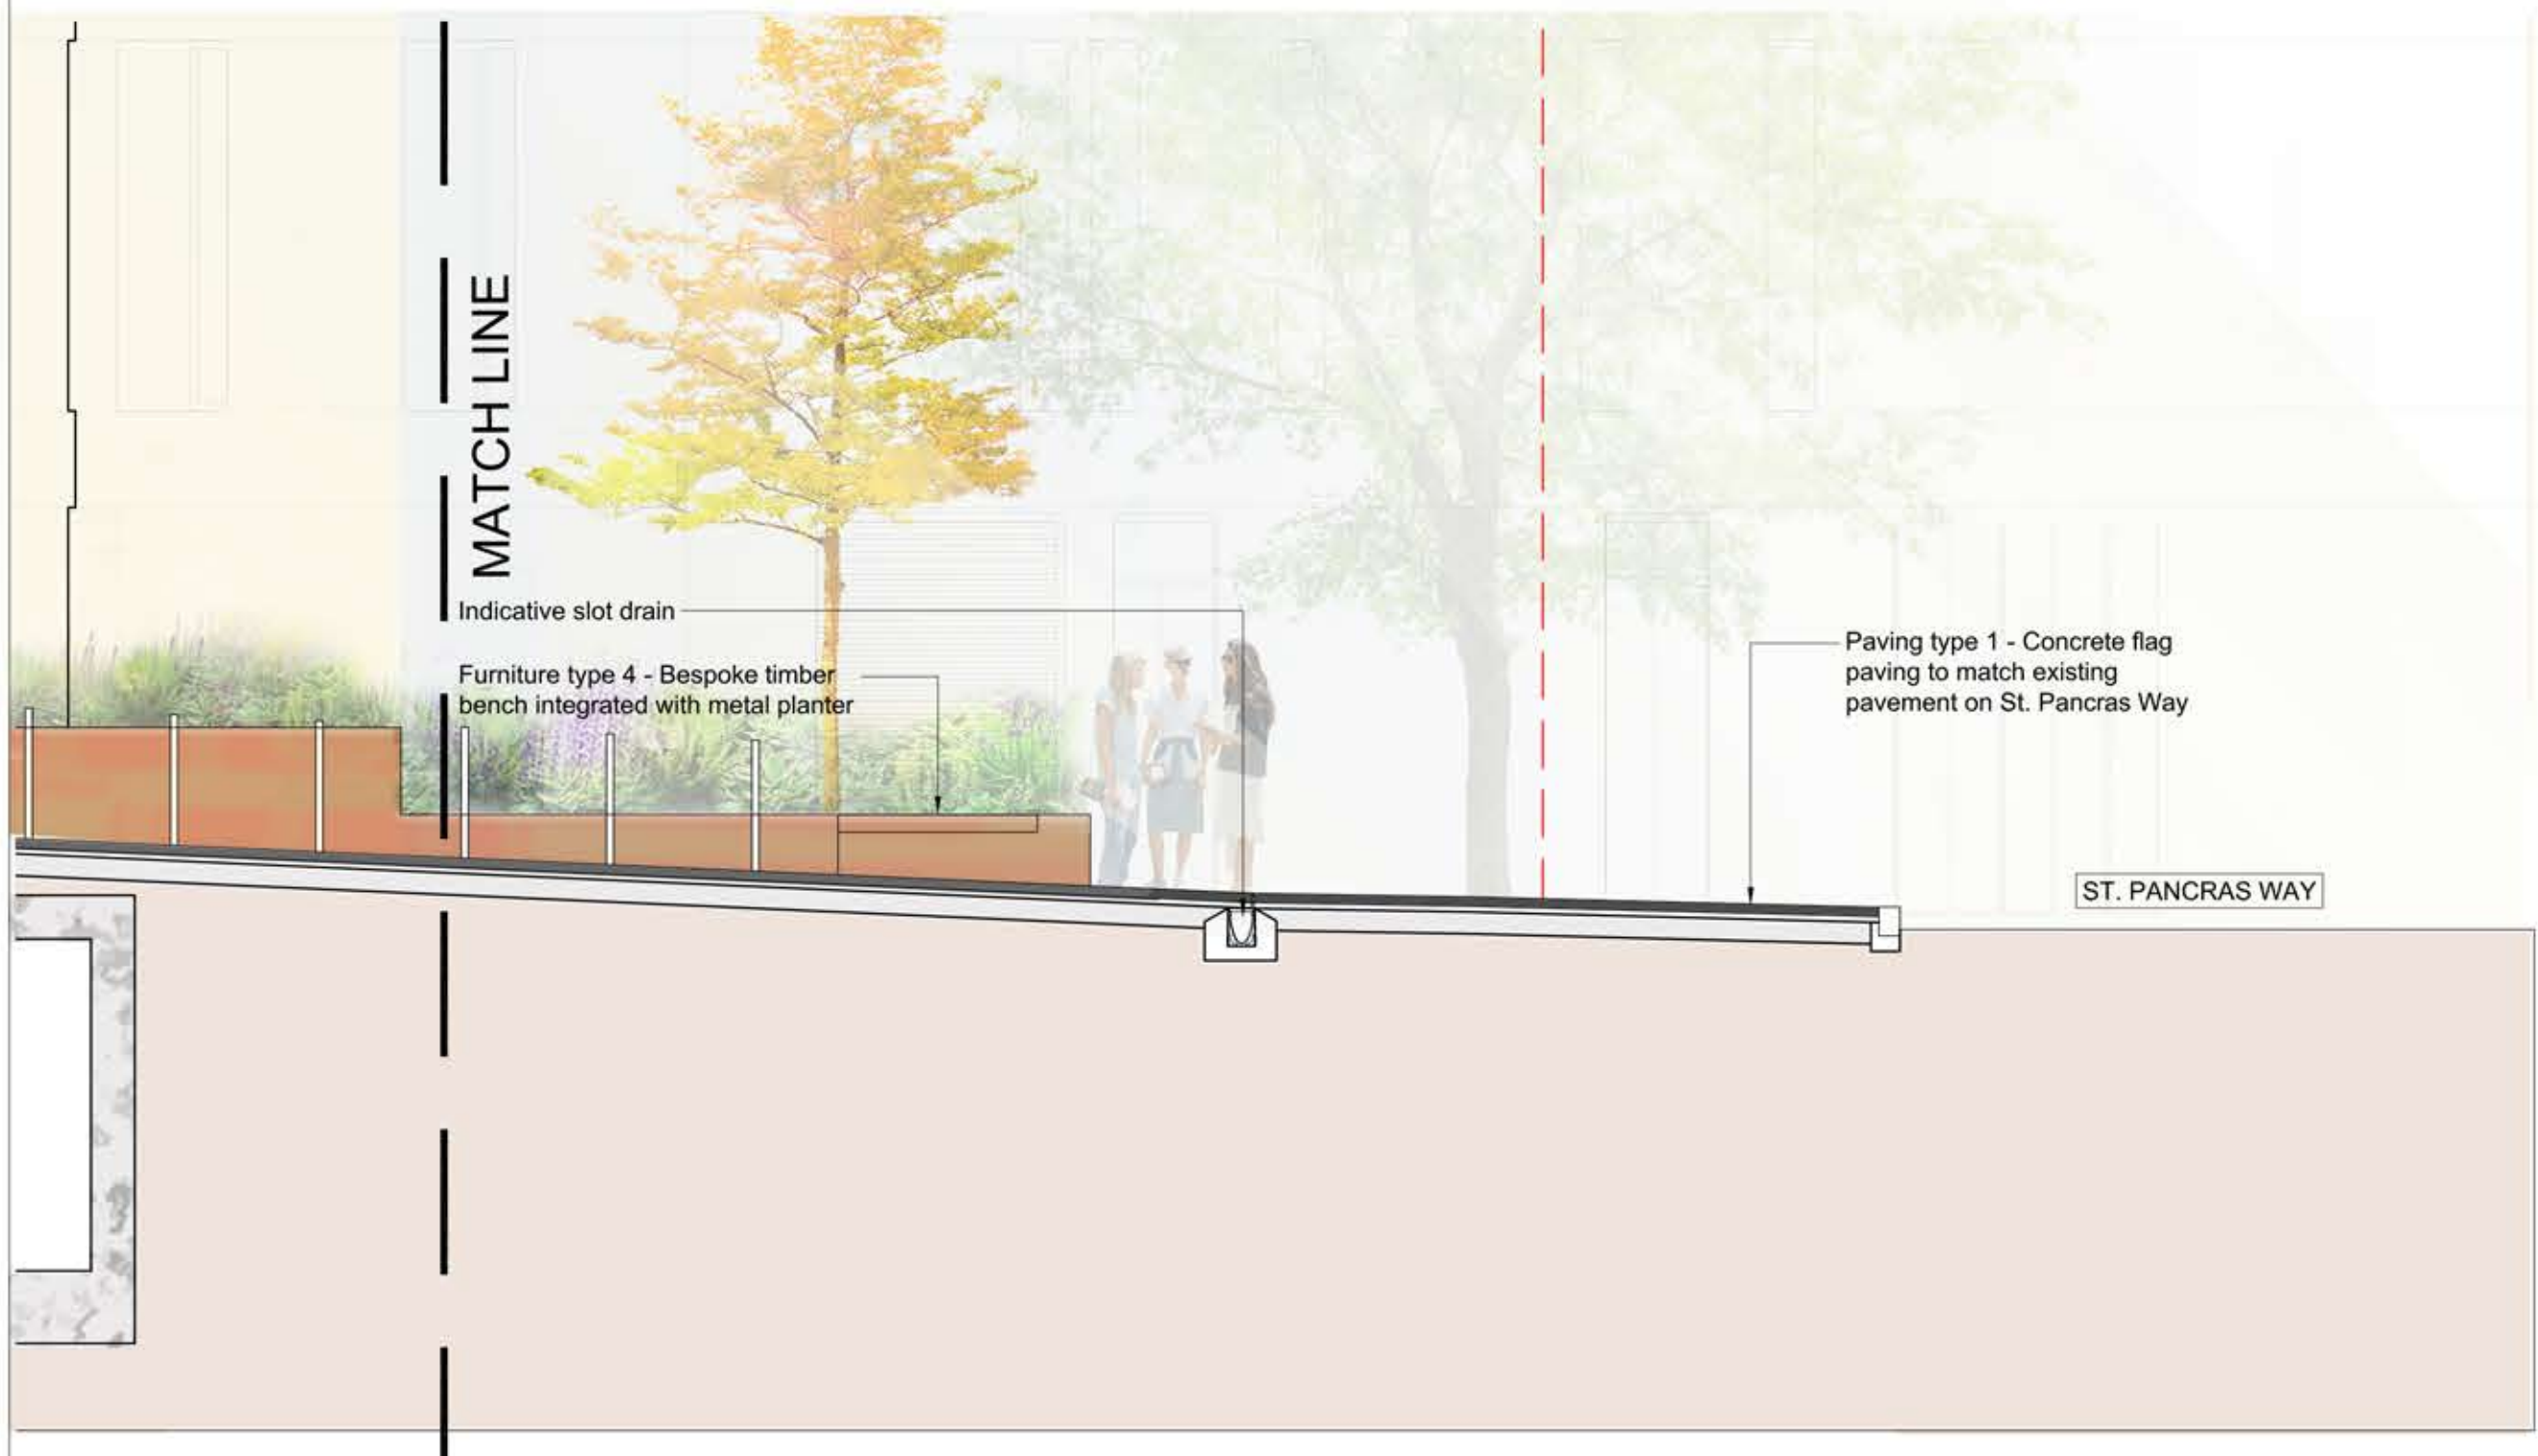 MATCH LINE
Indicative slot drain
Furniture type 4 - Bespoke timber
bench integrated with metal planter
Paving type 1 - Concrete flag
paving to match existing
pavement on St. Pancras Way
ST. PANCRAS WAY